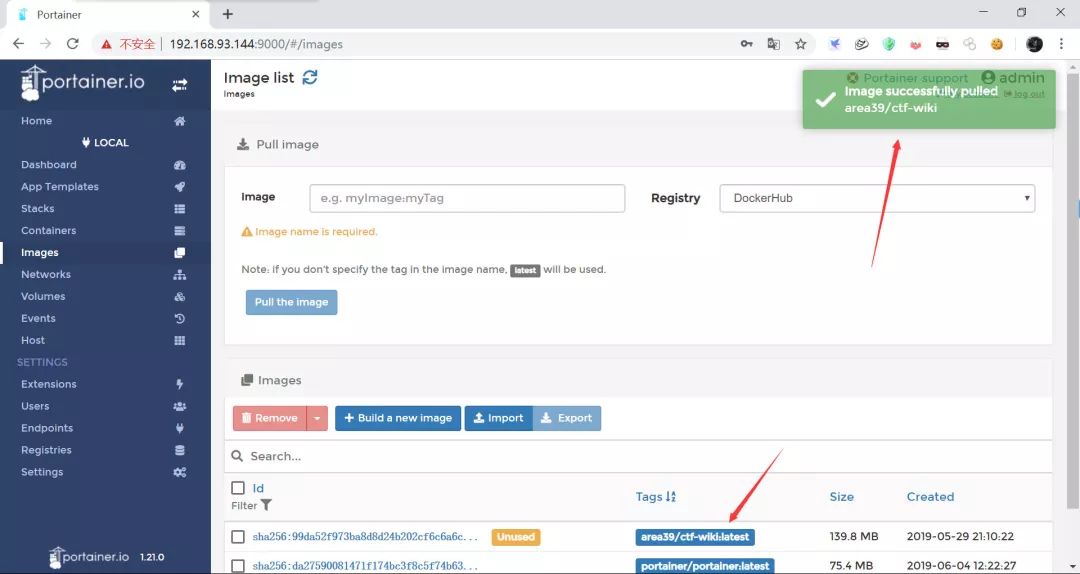 Portainer
不安全 | 192.168.93.144:9000/#/images
portainer.io
Home
LOCAL
Dashboard
App Templates
Stacks
Containers
Images
Networks
Volumes
Events
Host
SETTINGS
Extensions
Users
Endpoints
Registries
Settings
portainer.io 1.21.0
Image list
Images
Portainer support admin
log out
Image successfully pulled
area39/ctf-wiki
Pull image
Image e.g. myImage:myTag Registry DockerHub
Image name is required.
Note: if you don't specify the tag in the image name, latest will be used.
Pull the image
Images
Remove Build a new image Import Export
Search...
Id Tags Size Created
Filter
sha256:99da52f973ba8d8d24b202cf6c6a6c... Unused area39/ctf-wiki:latest 139.8 MB 2019-05-29 21:10:22
sha256:da27590081471f174bc3f8c5f74b63... portainer/portainer:latest 75.4 MB 2019-06-04 12:22:27